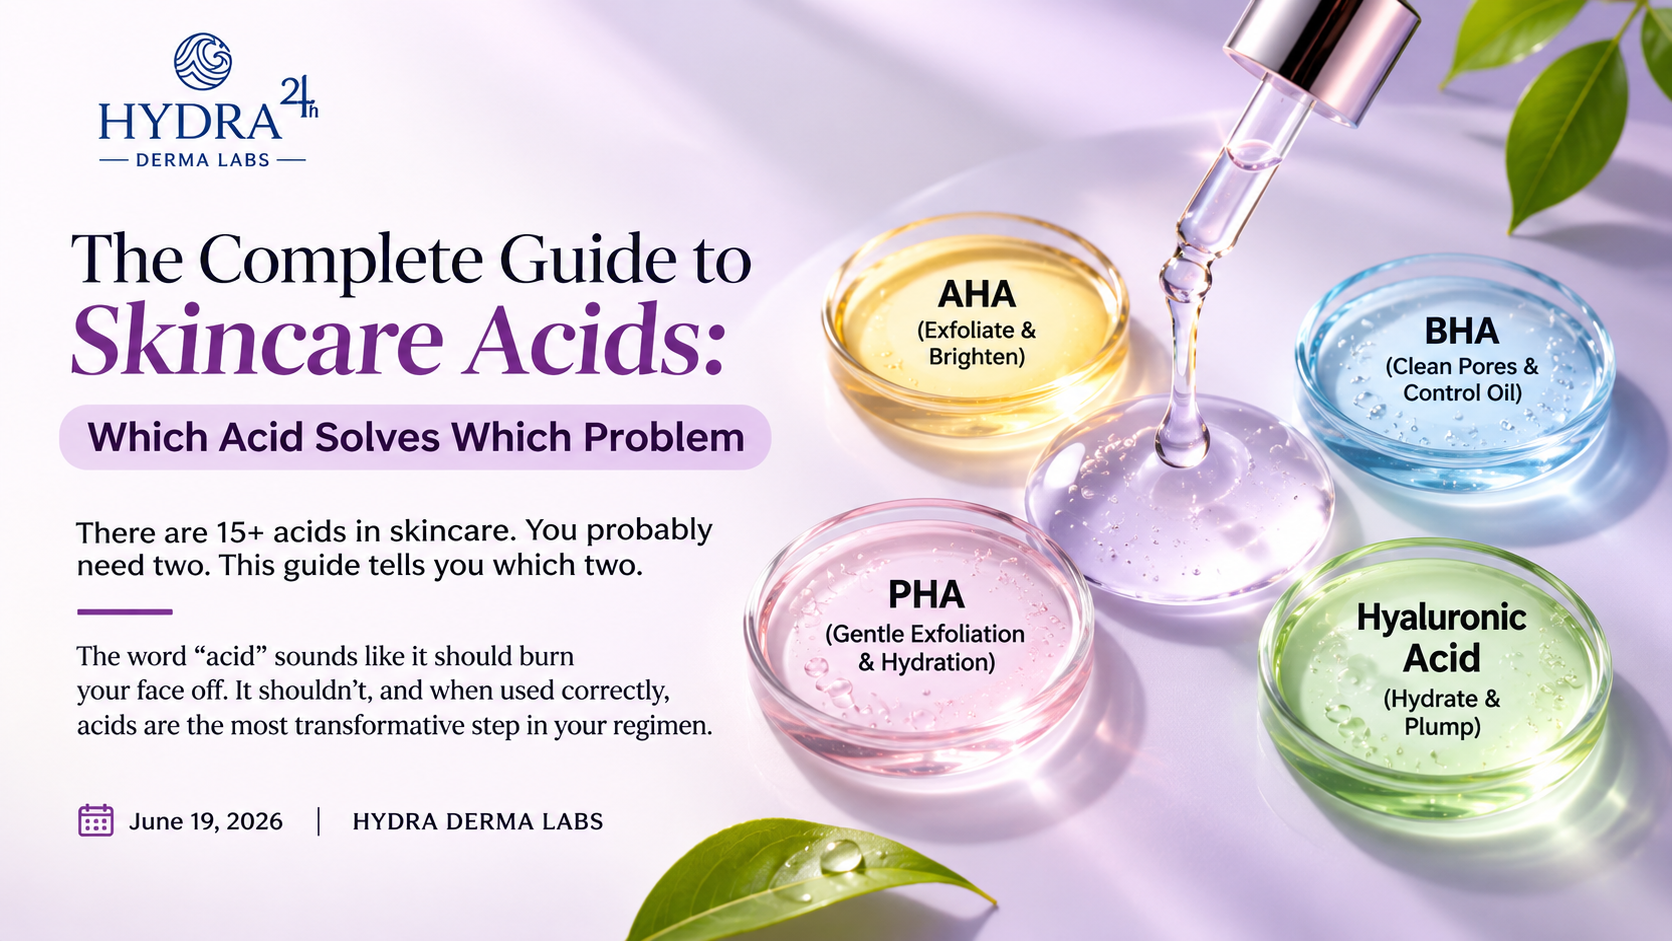 HYDRA 24h
DERMA LABS
The Complete Guide to
Skincare Acids:
Which Acid Solves Which Problem
There are 15+ acids in skincare. You probably
need two. This guide tells you which two.
The word “acid” sounds like it should burn
your face off. It shouldn’t, and when used correctly,
acids are the most transformative step in your regimen.
June 19, 2026 | HYDRA DERMA LABS
AHA
(Exfoliate &
Brighten)
BHA
(Clean Pores &
Control Oil)
PHA
(Gentle Exfoliation
& Hydration)
Hyaluronic
Acid
(Hydrate &
Plump)